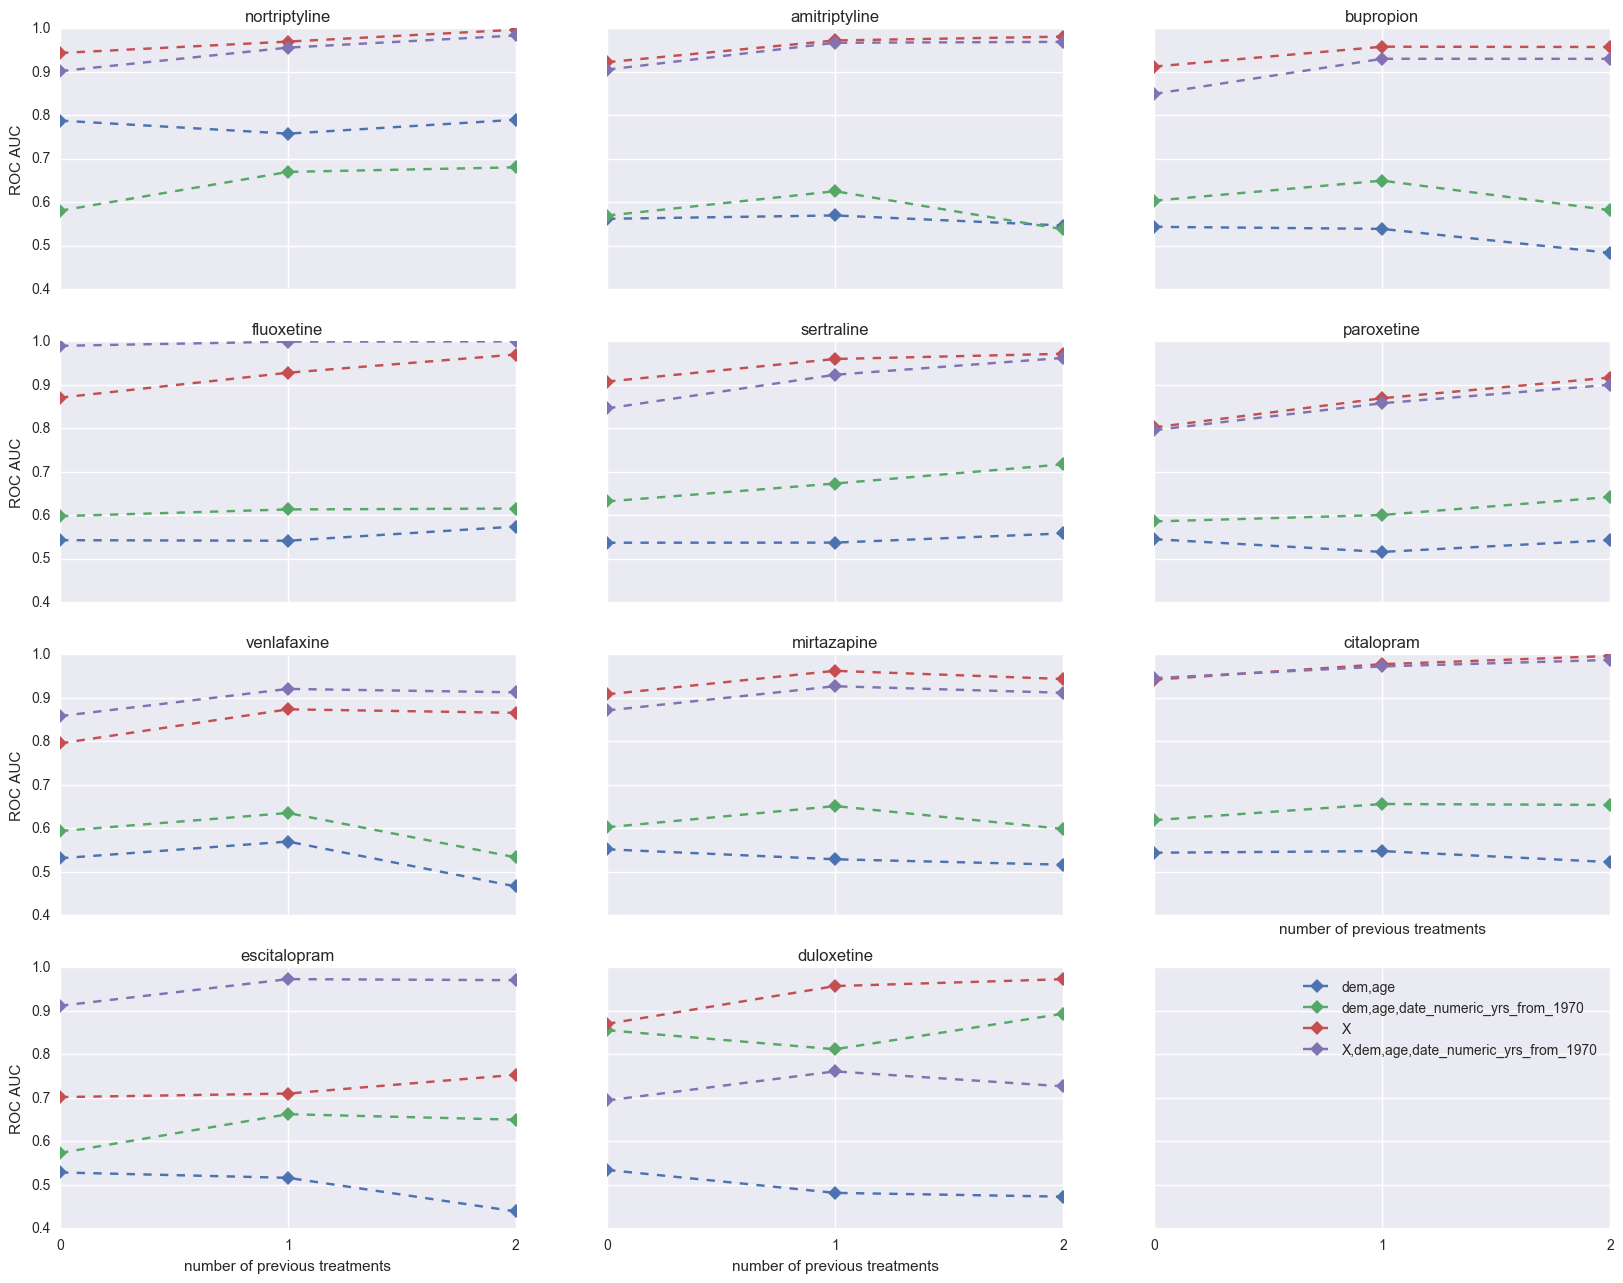 nortriptyline
amitriptyline
bupropion
1.0
0.9
0.8
0.7
0.6
0.5
0.4
ROC AUC
fluoxetine
sertraline
paroxetine
1.0
0.9
0.8
0.7
0.6
0.5
0.4
ROC AUC
venlafaxine
mirtazapine
citalopram
1.0
0.9
0.8
0.7
0.6
0.5
0.4
ROC AUC
number of previous treatments
escitalopram
duloxetine
1.0
0.9
0.8
0.7
0.6
0.5
0.4
ROC AUC
dem,age
dem,age,date_numeric_yrs_from_1970
X
X,dem,age,date_numeric_yrs_from_1970
0 1 2
0 1 2
0 1 2
number of previous treatments
number of previous treatments